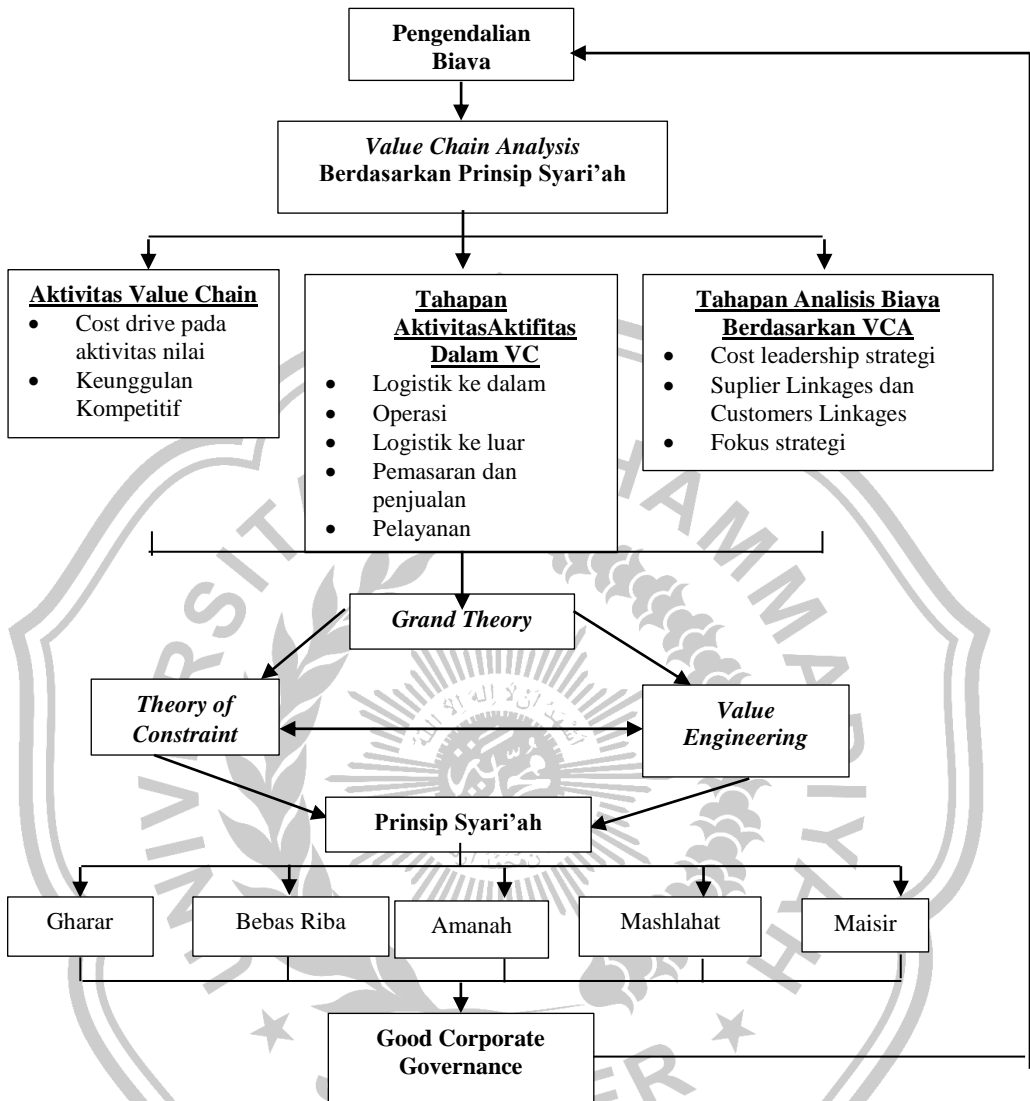 Pengendalian
Biaya
Value Chain Analysis
Berdasarkan Prinsip Syari’ah
Aktivitas Value Chain
• Cost drive pada
aktivitas nilai
• Keunggulan
Kompetitif
Tahapan
AktivitasAktifitas
Dalam VC
• Logistik ke dalam
• Operasi
• Logistik ke luar
• Pemasaran dan
penjualan
• Pelayanan
Tahapan Analisis Biaya
Berdasarkan VCA
• Cost leadership strategi
• Suplier Linkages dan
Customers Linkages
• Fokus strategi
Grand Theory
Theory of
Constraint
Value
Engineering
Prinsip Syari’ah
Gharar
Bebas Riba
Amanah
Mashlahat
Maisir
Good Corporate
Governance